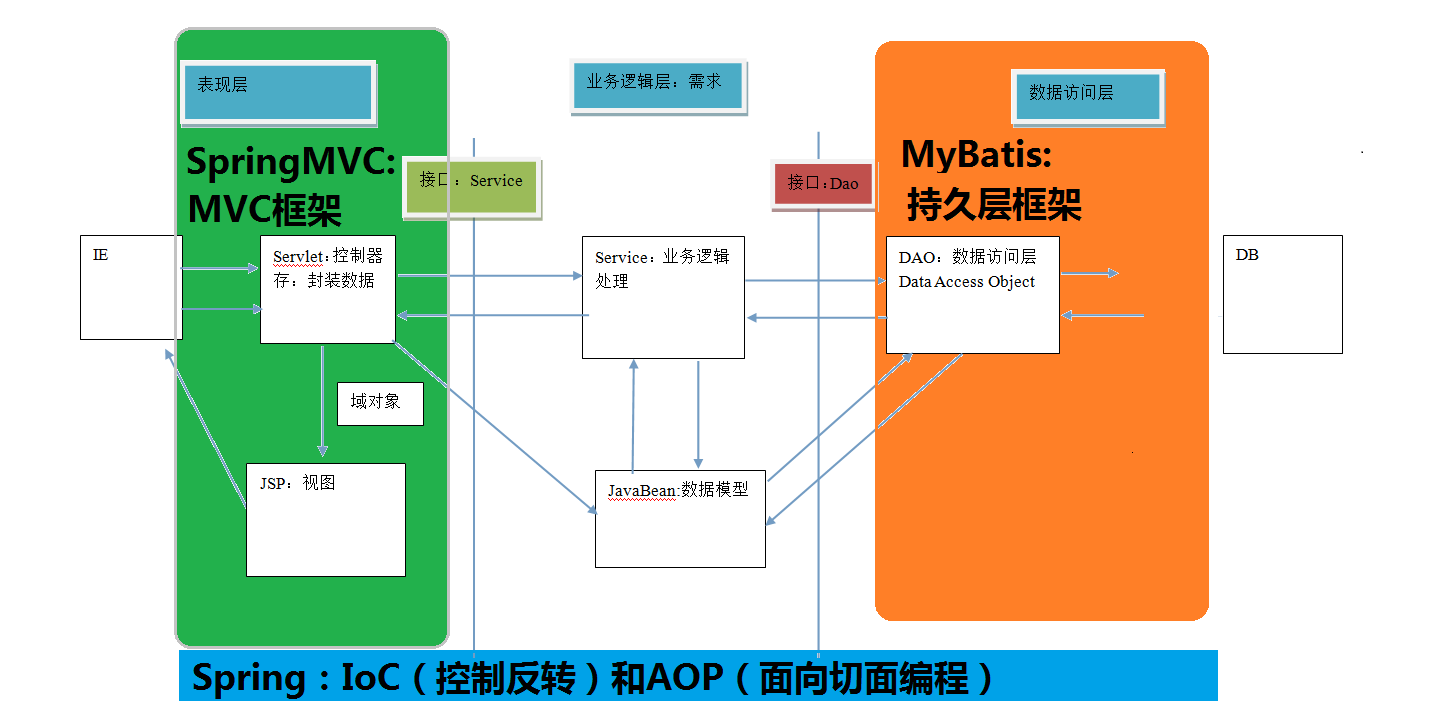 表现层
业务逻辑层：需求
数据访问层
SpringMVC:
MVC框架
接口：Service
接口:Dao
MyBatis:
持久层框架
IE
Servlet:控制器
存：封装数据
Service：业务逻辑
处理
DAO：数据访问层
Data Access Object
DB
域对象
JSP：视图
JavaBean:数据模型
Spring：IoC（控制反转）和AOP（面向切面编程）